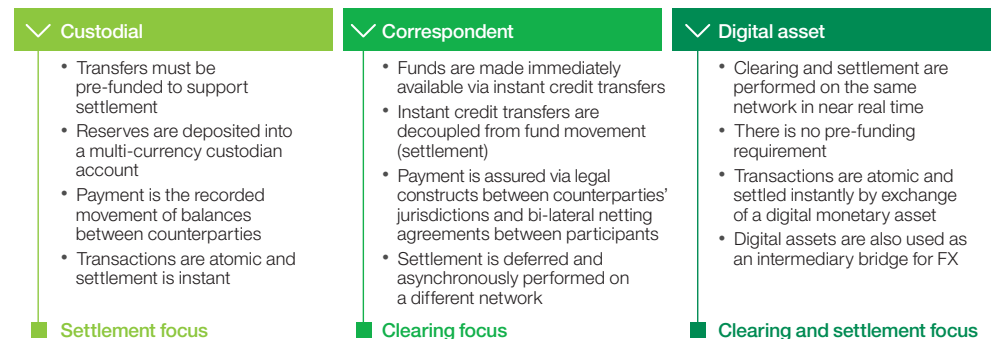 Custodial
• Transfers must be
pre-funded to support
settlement
• Reserves are deposited into
a multi-currency custodian
account
• Payment is the recorded
movement of balances
between counterparties
• Transactions are atomic and
settlement is instant
Settlement focus
Correspondent
• Funds are made immediately
available via instant credit transfers
• Instant credit transfers are
decoupled from fund movement
(settlement)
• Payment is assured via legal
constructs between counterparties’
jurisdictions and bi-lateral netting
agreements between participants
• Settlement is deferred and
asynchronously performed on
a different network
Clearing focus
Digital asset
• Clearing and settlement are
performed on the same
network in near real time
• There is no pre-funding
requirement
• Transactions are atomic and
settled instantly by exchange
of a digital monetary asset
• Digital assets are also used as
an intermediary bridge for FX
Clearing and settlement focus